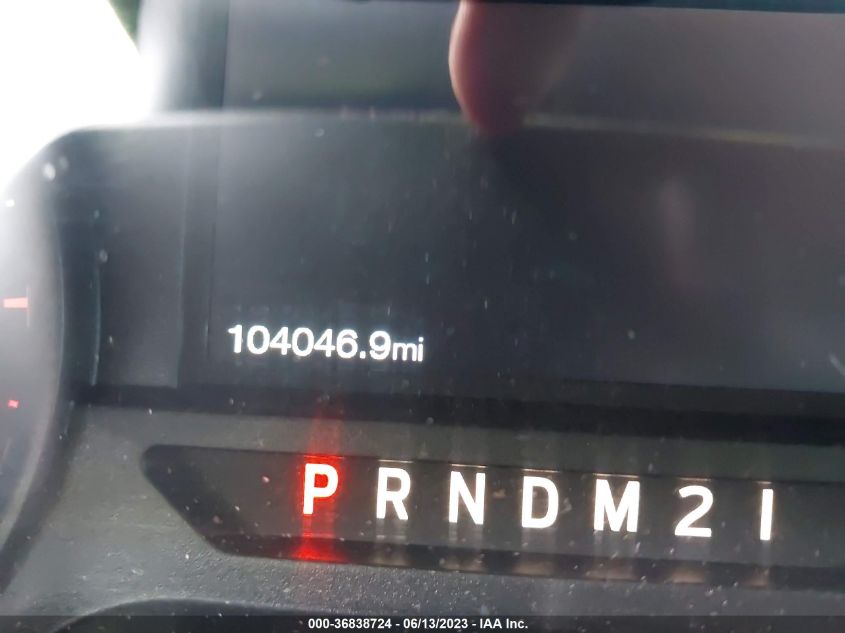 104046.9mi
P R N D M 2 1
000-36838724 - 06/13/2023 - IAA Inc.